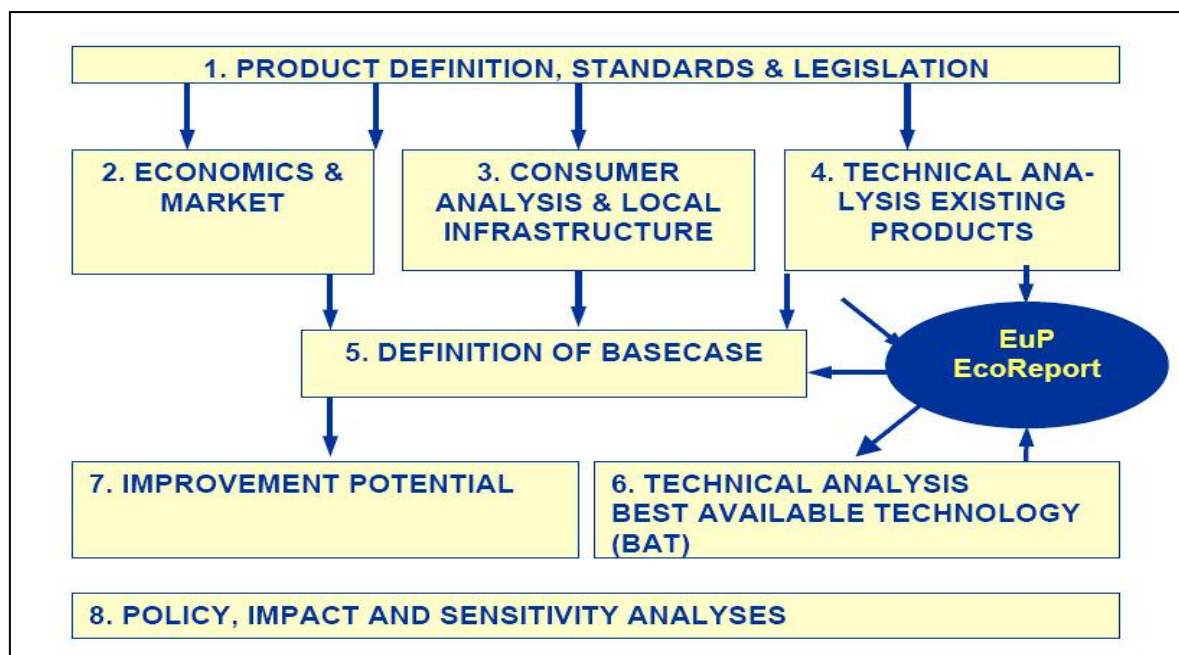 1. PRODUCT DEFINITION, STANDARDS & LEGISLATION
2. ECONOMICS &
MARKET
3. CONSUMER
ANALYSIS & LOCAL
INFRASTRUCTURE
4. TECHNICAL ANA-
LYSIS EXISTING
PRODUCTS
5. DEFINITION OF BASECASE
EuP
EcoReport
7. IMPROVEMENT POTENTIAL
6. TECHNICAL ANALYSIS
BEST AVAILABLE TECHNOLOGY
(BAT)
8. POLICY, IMPACT AND SENSITIVITY ANALYSES